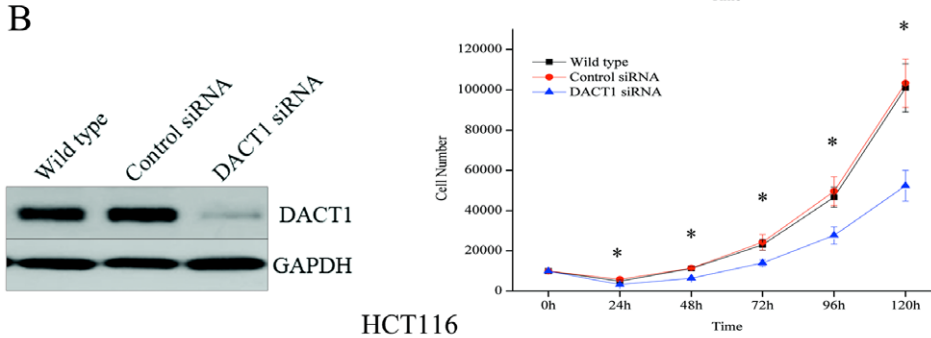 B
Wild type
Control siRNA
DACT1 siRNA
DACT1
GAPDH
HCT116
Wild type
Control siRNA
DACT1 siRNA
Cell Number
120000
100000
80000
60000
40000
20000
0
* * * * * *
0h 24h 48h 72h 96h 120h
Time